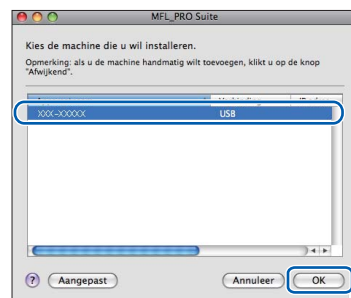 MFL_PRO Suite
Kies de machine die u wil installeren.
Opmerking: als u de machine handmatig wilt toevoegen, klikt u op de knop
"Afwijkend".
XXX-XXXXX USB
? Aangepast Annuleer OK